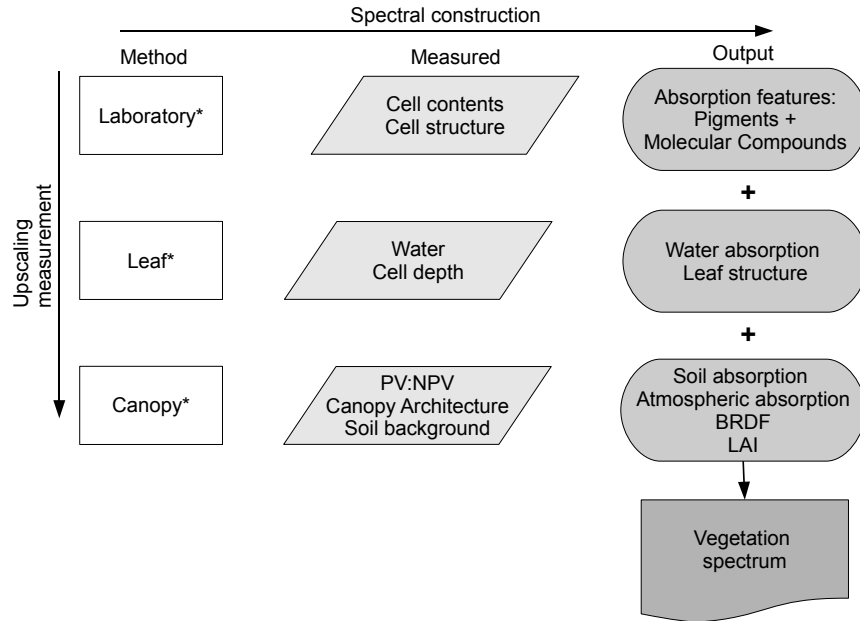 Spectral construction
Method
Measured
Output
Upscaling
measurement
Laboratory*
Cell contents
Cell structure
Absorption features:
Pigments +
Molecular Compounds
+
Leaf*
Water
Cell depth
Water absorption
Leaf structure
+
Canopy*
PV:NPV
Canopy Architecture
Soil background
Soil absorption
Atmospheric absorption
BRDF
LAI
Vegetation
spectrum